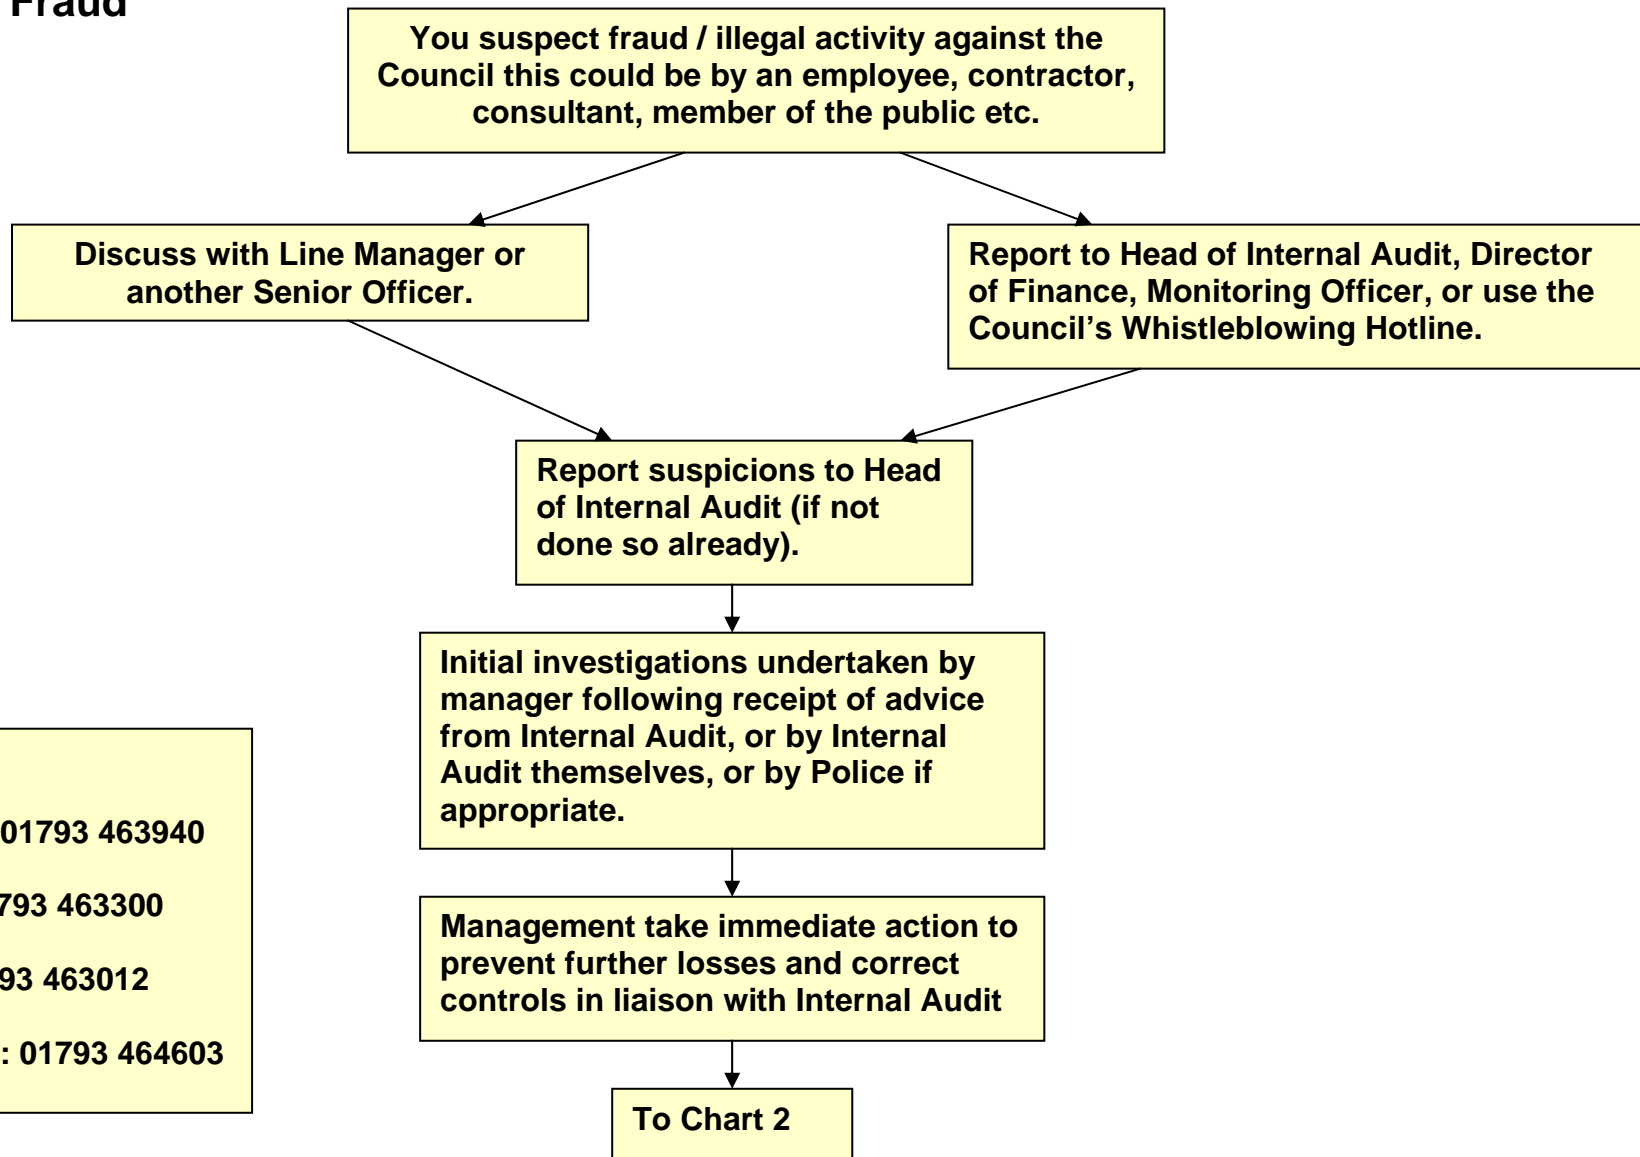 Fraud
You suspect fraud / illegal activity against the
Council this could be by an employee, contractor,
consultant, member of the public etc.
Discuss with Line Manager or
another Senior Officer.
Report to Head of Internal Audit, Director
of Finance, Monitoring Officer, or use the
Council’s Whistleblowing Hotline.
Report suspicions to Head
of Internal Audit (if not
done so already).
Initial investigations undertaken by
manager following receipt of advice
from Internal Audit, or by Internal
Audit themselves, or by Police if
appropriate.
01793 463940
793 463300
93 463012
: 01793 464603
Management take immediate action to
prevent further losses and correct
controls in liaison with Internal Audit
To Chart 2